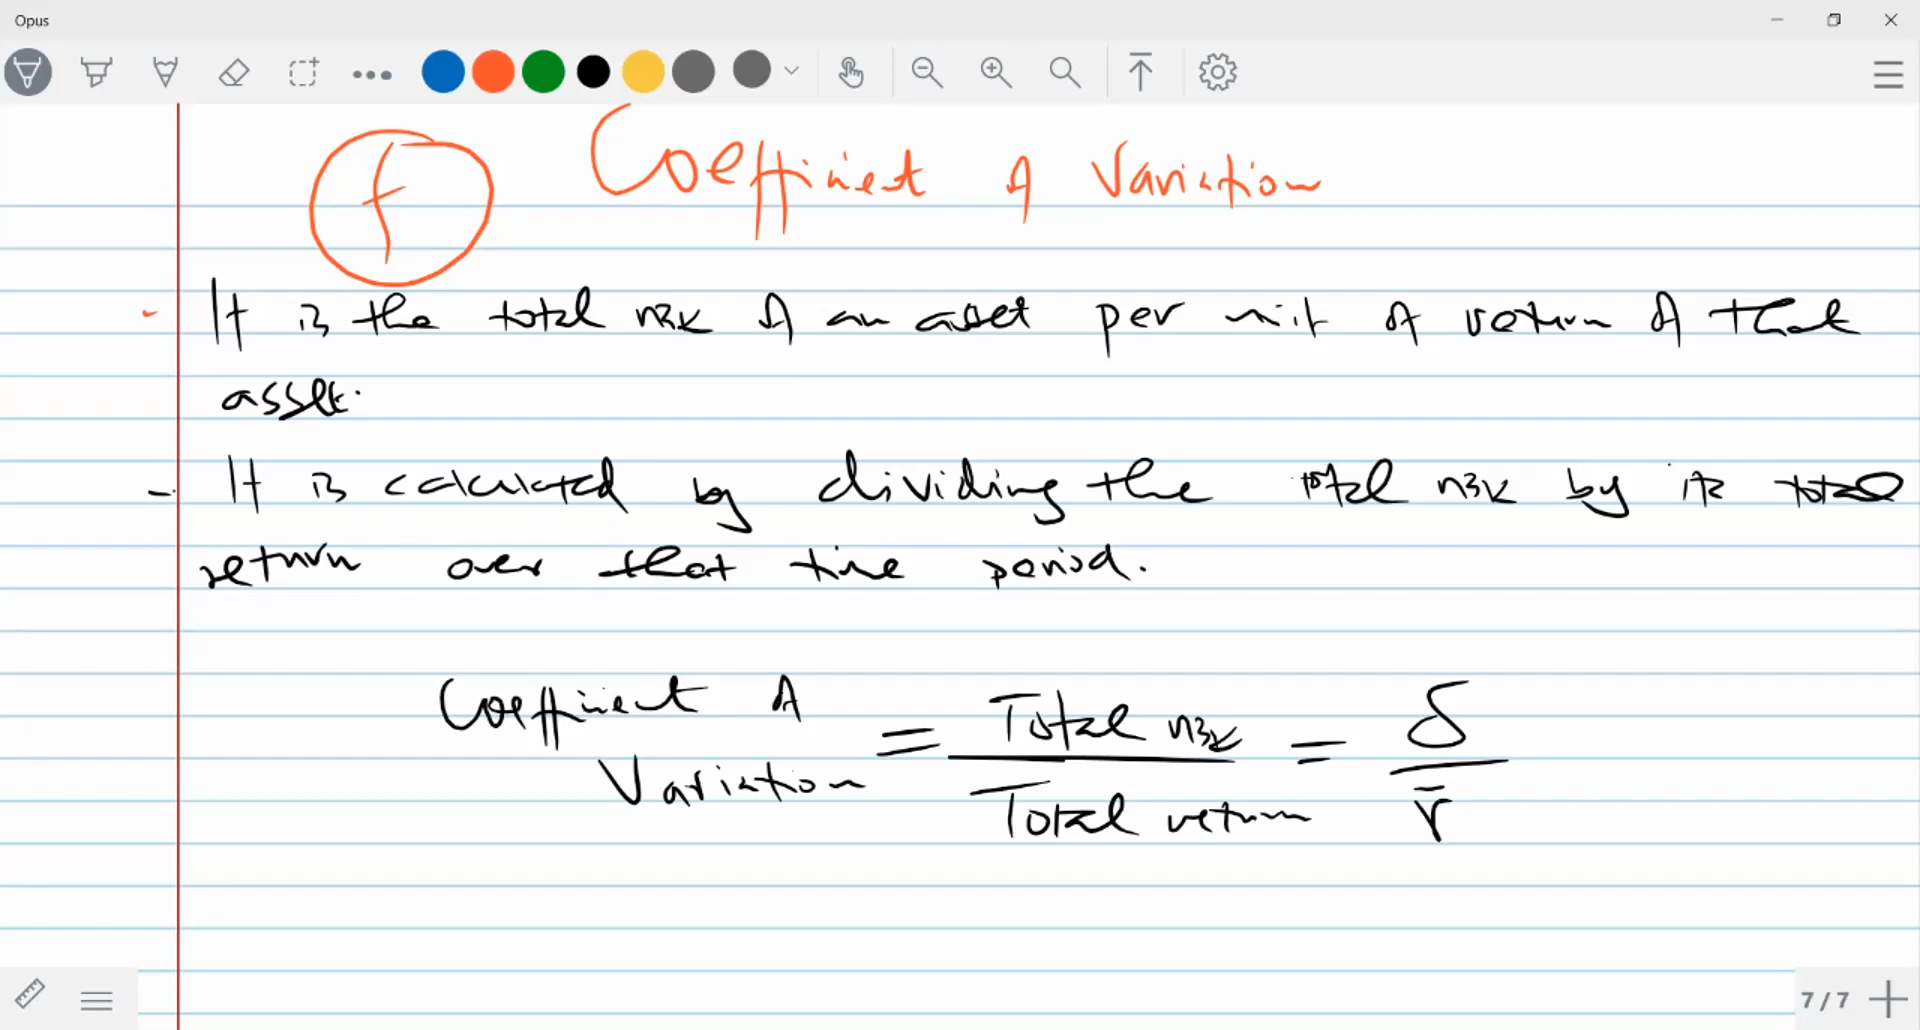 Opus
f Coefficient of Variation
- It is the total risk of an asset per unit of return of that
asset.
- It is calculated by dividing the total risk by its total
return over that time period.
Coefficient of Variation = Total risk / Total return = δ / r̄
7 / 7